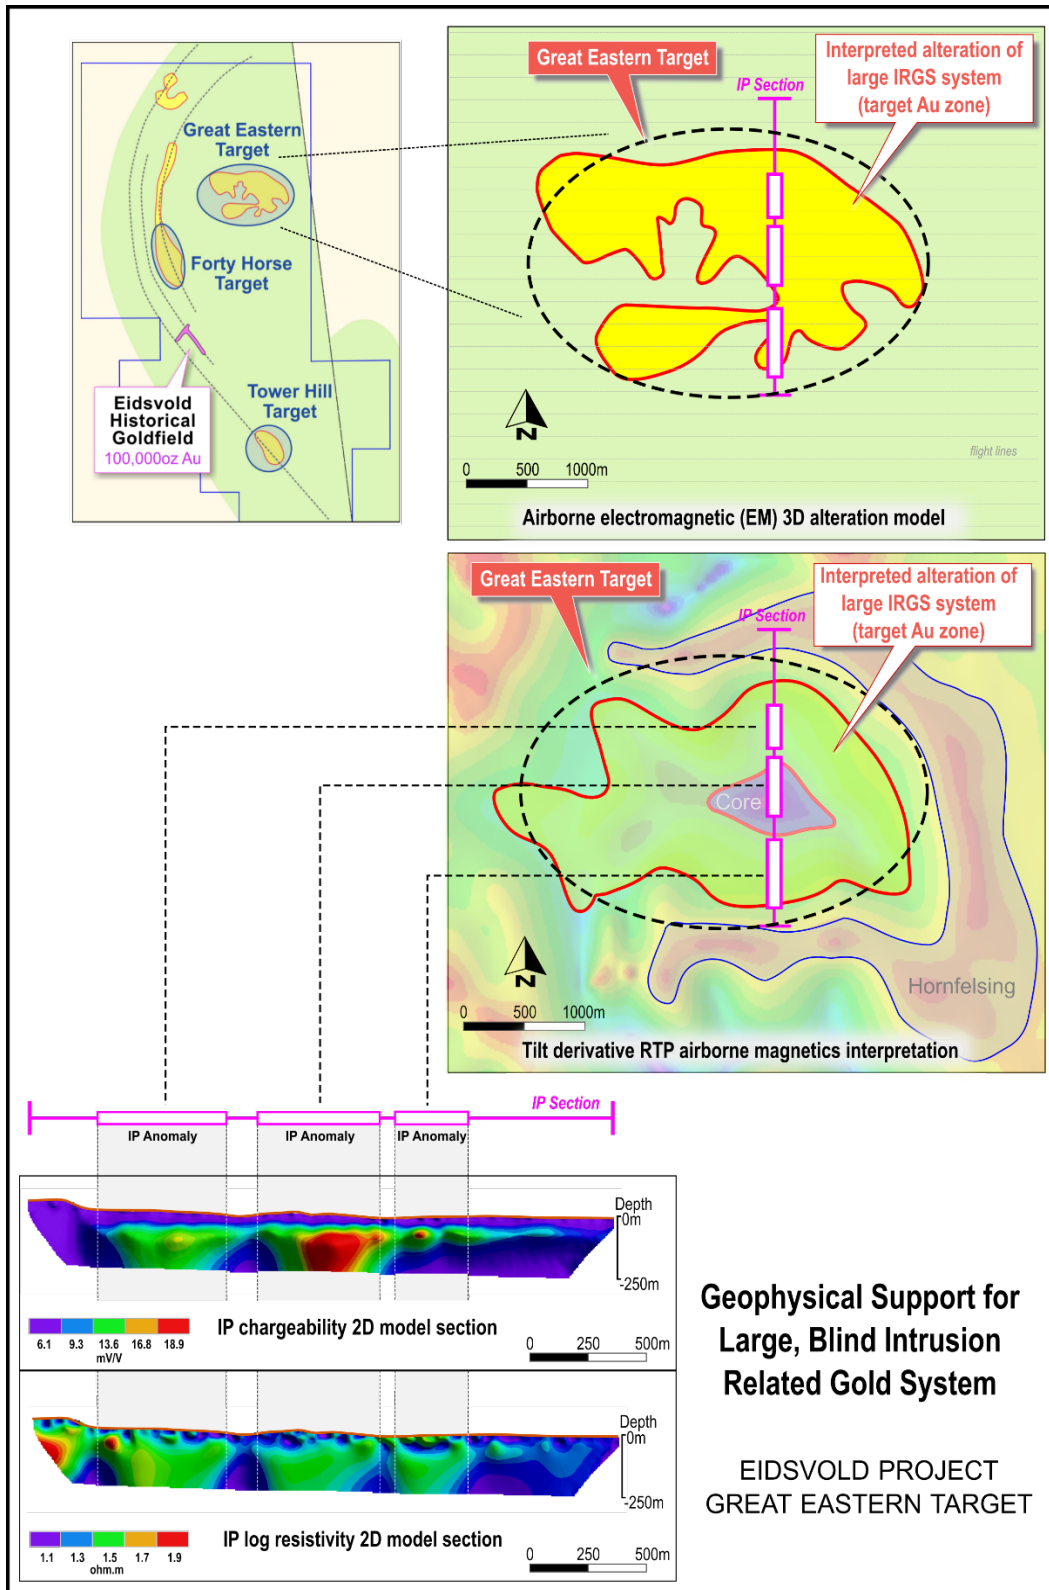 Great Eastern
Target
Forty Horse
Target
Eidsvold
Historical
Goldfield
100,000oz Au
Tower Hill
Target
Great Eastern Target
IP Section
Interpreted alteration of
large IRGS system
(target Au zone)
N
0 500 1000m
flight lines
Airborne electromagnetic (EM) 3D alteration model
Great Eastern Target
IP Section
Interpreted alteration of
large IRGS system
(target Au zone)
Core
Hornfelsing
N
0 500 1000m
Tilt derivative RTP airborne magnetics interpretation
IP Section
IP Anomaly IP Anomaly IP Anomaly
Depth
0m
-250m
6.1 9.3 13.6 16.8 18.9
mV/V
IP chargeability 2D model section
0 250 500m
Depth
0m
-250m
1.1 1.3 1.5 1.7 1.9
ohm.m
IP log resistivity 2D model section
0 250 500m
Geophysical Support for
Large, Blind Intrusion
Related Gold System
EIDSVOLD PROJECT
GREAT EASTERN TARGET